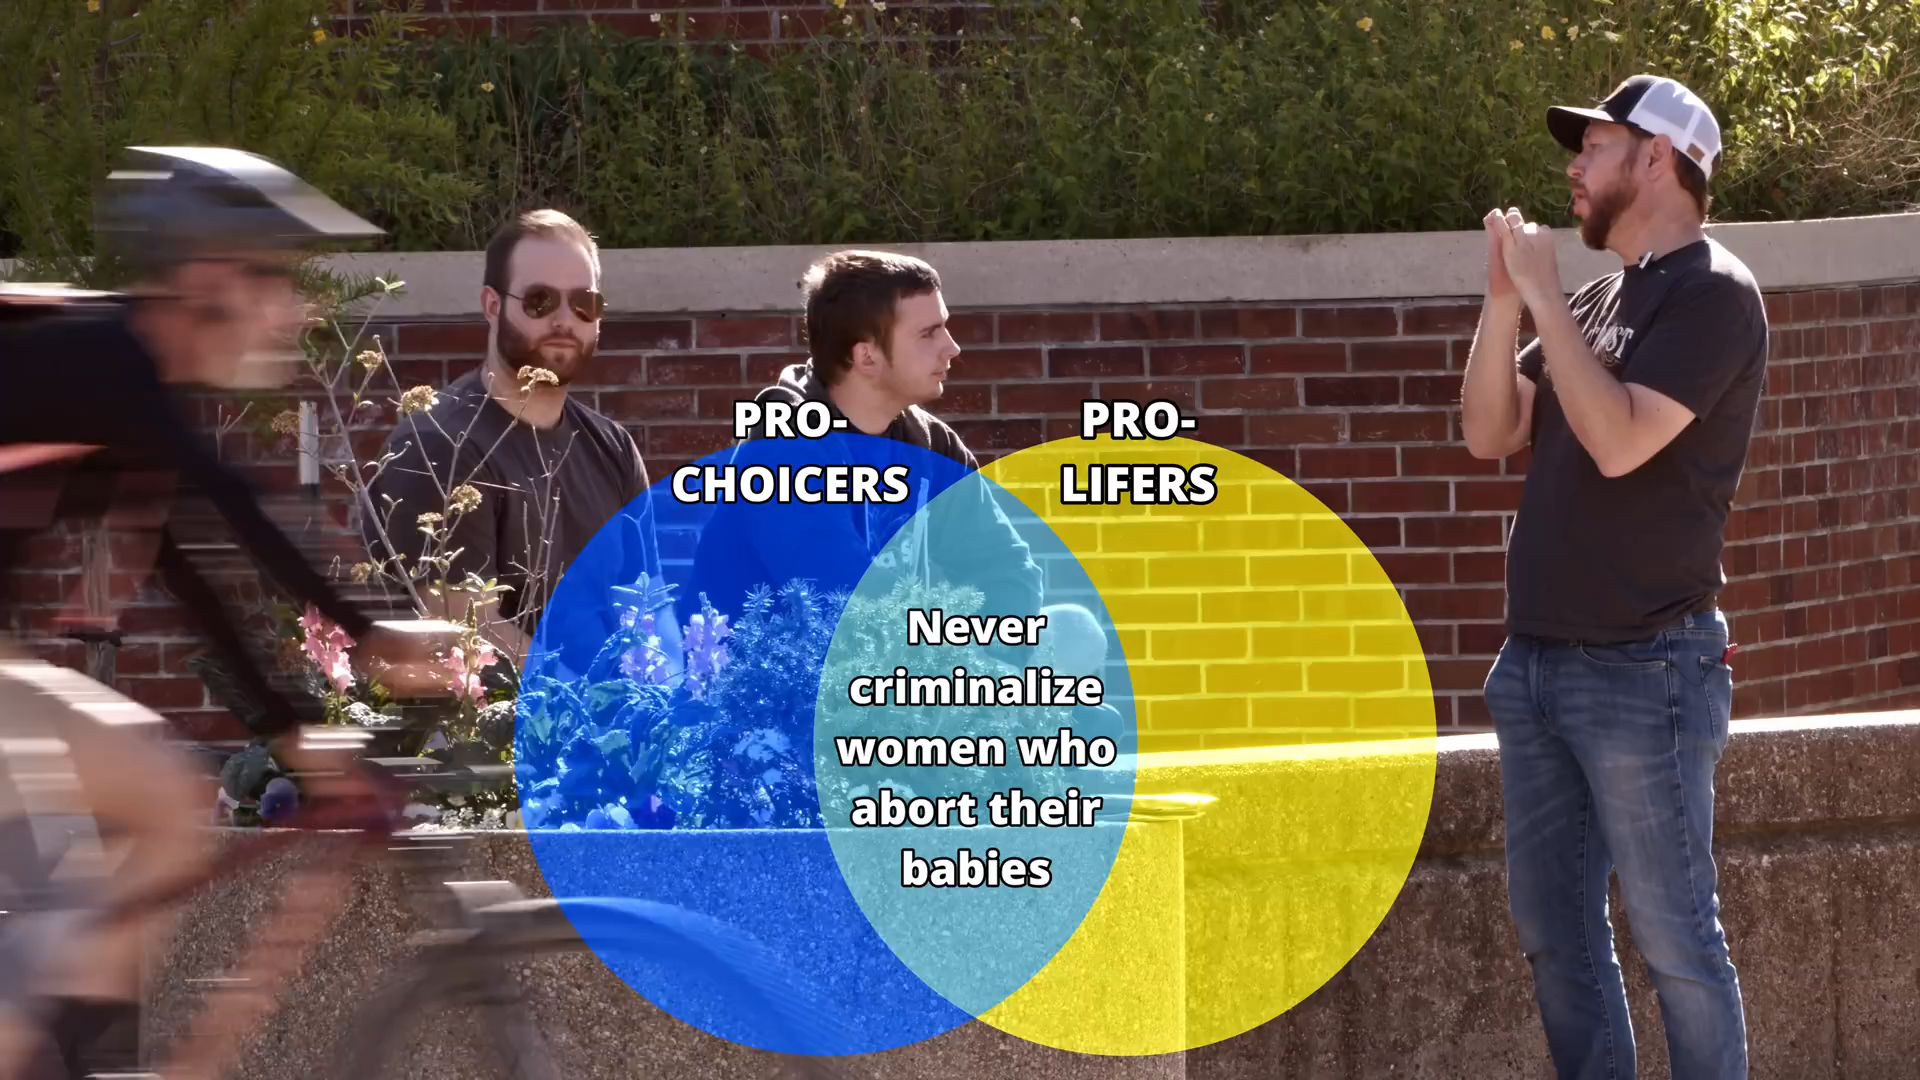 PRO-
CHOICERS
PRO-
LIFERS
Never
criminalize
women who
abort their
babies